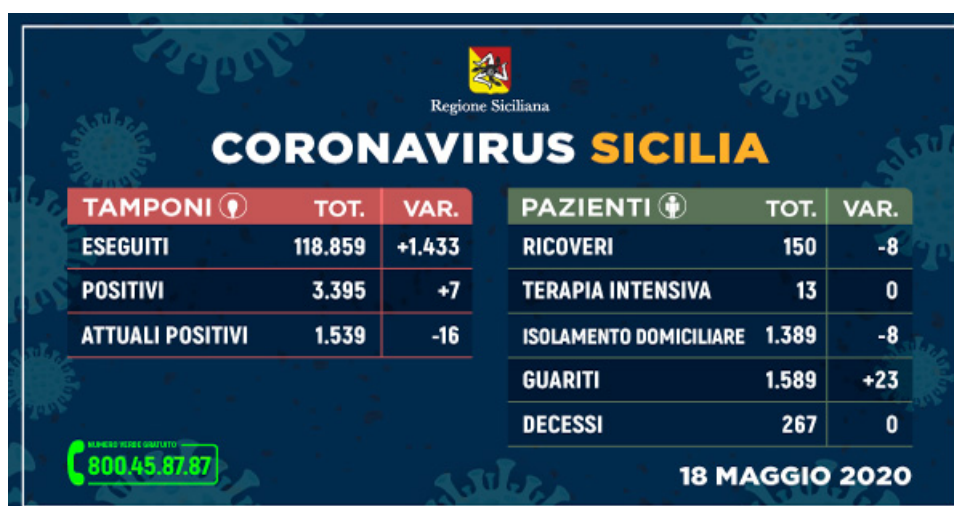 Regione Siciliana
CORONAVIRUS SICILIA
TAMPONI TOT. VAR.
ESEGUITI 118.859 +1.433
POSITIVI 3.395 +7
ATTUALI POSITIVI 1.539 -16
PAZIENTI TOT. VAR.
RICOVERI 150 -8
TERAPIA INTENSIVA 13 0
ISOLAMENTO DOMICILIARE 1.389 -8
GUARITI 1.589 +23
DECESSI 267 0
NUMERO VERDE GRATUITO
800.45.87.87
18 MAGGIO 2020